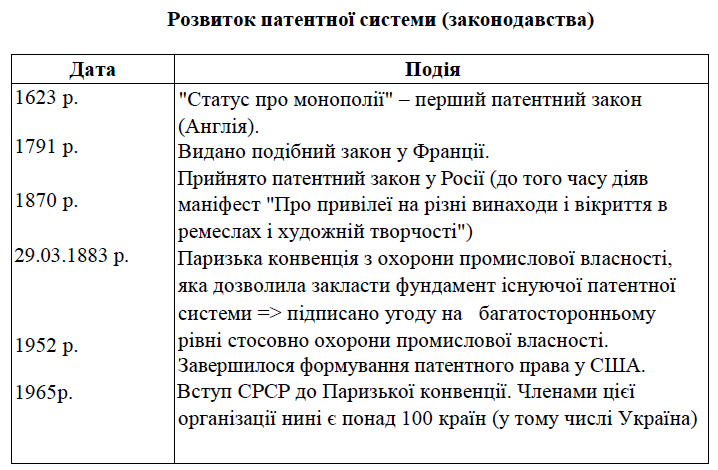 Розвиток патентної системи (законодавства)
Дата Подія
1623 р. "Статус про монополії" – перший патентний закон
(Англія).
1791 р. Видано подібний закон у Франції.
Прийнято патентний закон у Росії (до того часу діяв
1870 р. маніфест "Про привілеї на різні винаходи і вікриття в
ремеслах і художній творчості")
29.03.1883 р. Паризька конвенція з охорони промислової власності,
яка дозволила закласти фундамент існуючої патентної
системи => підписано угоду на багатосторонньому
1952 р. рівні стосовно охорони промислової власності.
Завершилося формування патентного права у США.
1965р. Вступ СРСР до Паризької конвенції. Членами цієї
організації нині є понад 100 країн (у тому числі Україна)